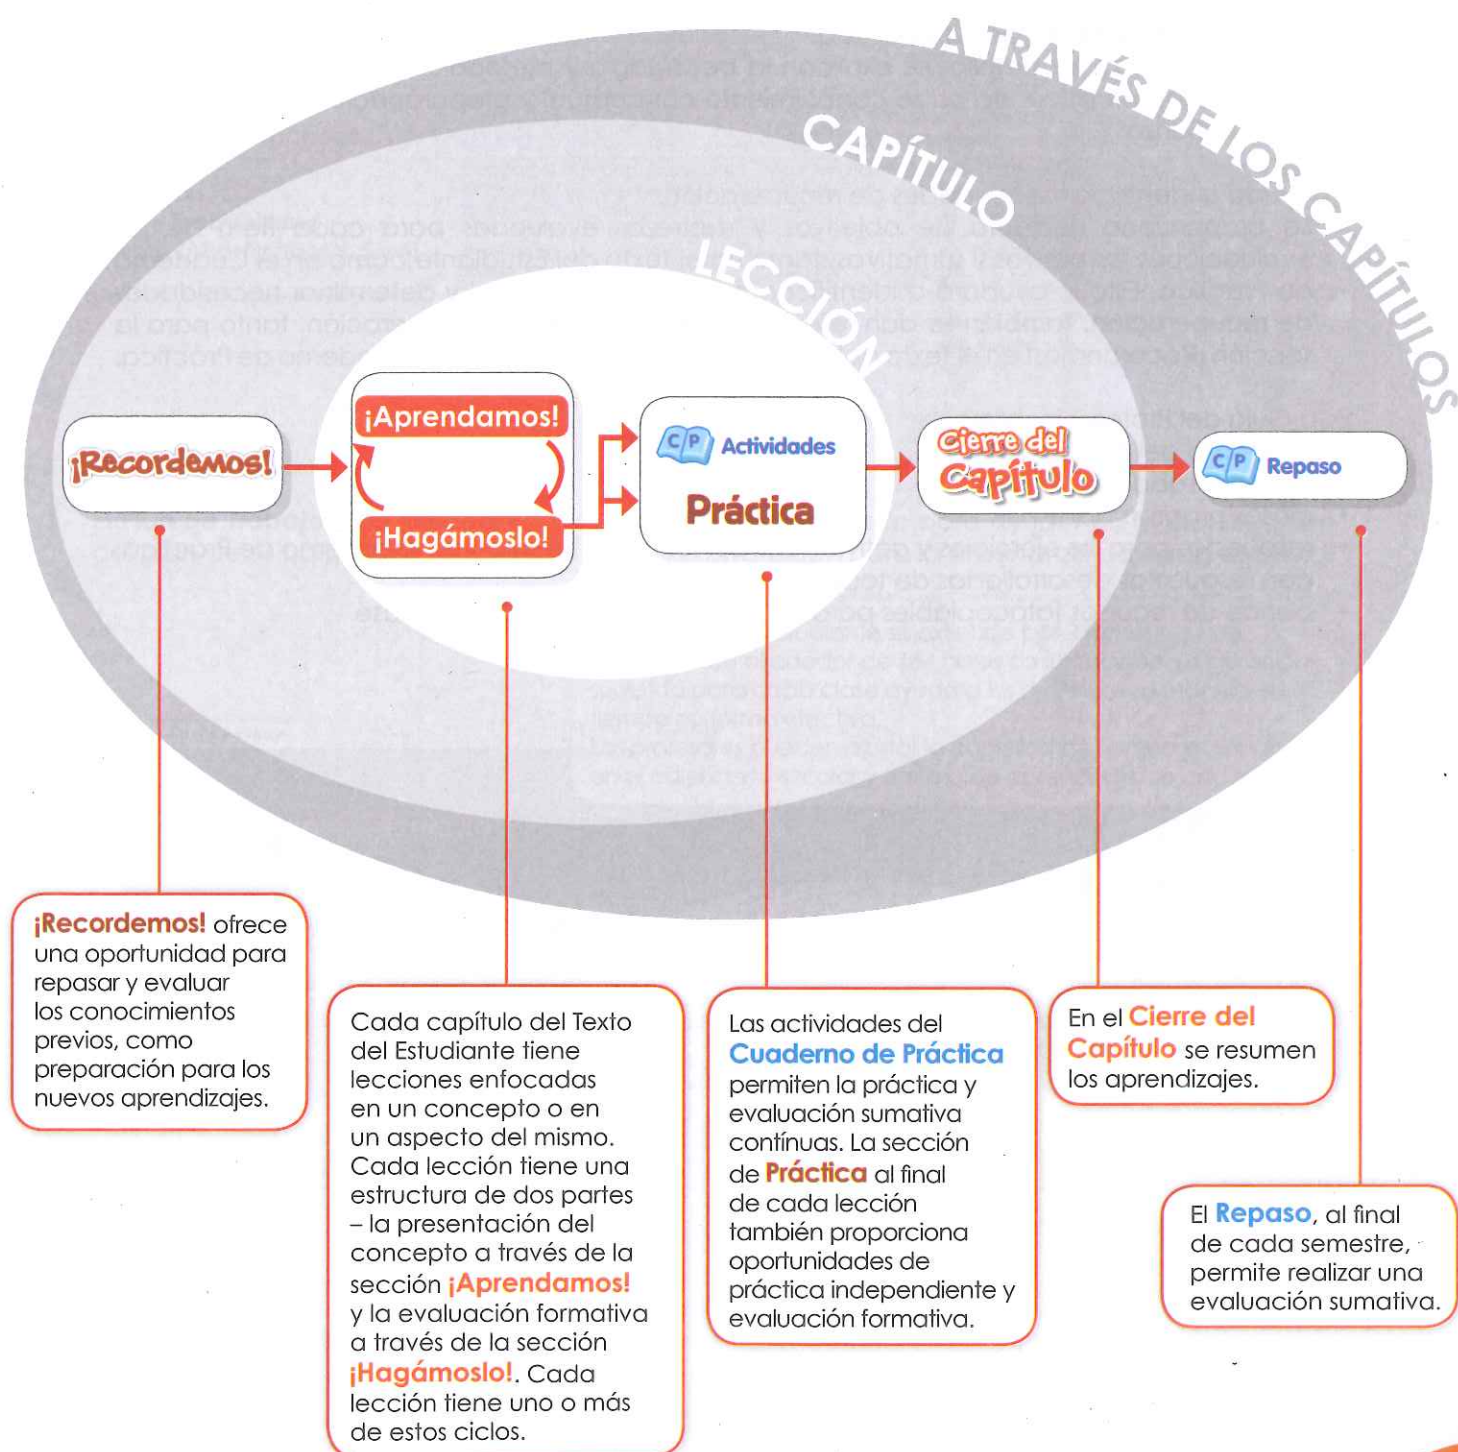 A TRAVÉS DE LOS CAPÍTULOS
CAPÍTULO
LECCIÓN
¡Recordemos!
¡Aprendamos!
¡Hagámoslo!
C/P Actividades
Práctica
Cierre del
Capítulo
C/P Repaso
¡Recordemos! ofrece
una oportunidad para
repasar y evaluar
los conocimientos
previos, como
preparación para los
nuevos aprendizajes.
Cada capítulo del Texto
del Estudiante tiene
lecciones enfocadas
en un concepto o en
un aspecto del mismo.
Cada lección tiene una
estructura de dos partes
– la presentación del
concepto a través de la
sección ¡Aprendamos!
y la evaluación formativa
a través de la sección
¡Hagámoslo!. Cada
lección tiene uno o más
de estos ciclos.
Las actividades del
Cuaderno de Práctica
permiten la práctica y
evaluación sumativa
contínuas. La sección
de Práctica al final
de cada lección
también proporciona
oportunidades de
práctica independiente y
evaluación formativa.
En el Cierre del
Capítulo se resumen
los aprendizajes.
El Repaso, al final
de cada semestre,
permite realizar una
evaluación sumativa.